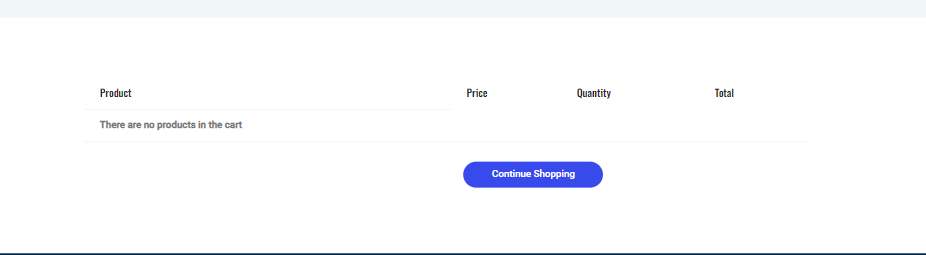 Product Price Quantity Total
There are no products in the cart
Continue Shopping